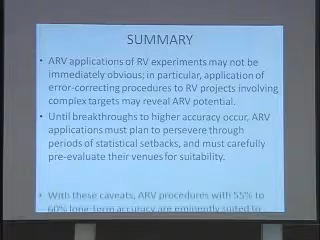 SUMMARY
• ARV applications of RV experiments may not be
immediately obvious; in particular, application of
error-correcting procedures to RV projects involving
complex targets may reveal ARV potential.
• Until breakthroughs to higher accuracy occur, ARV
applications must plan to persevere through
periods of statistical setbacks, and must carefully
pre-evaluate their venues for suitability.
• With these caveats, ARV procedures with 55% to
60% long-term accuracy are eminently suited to